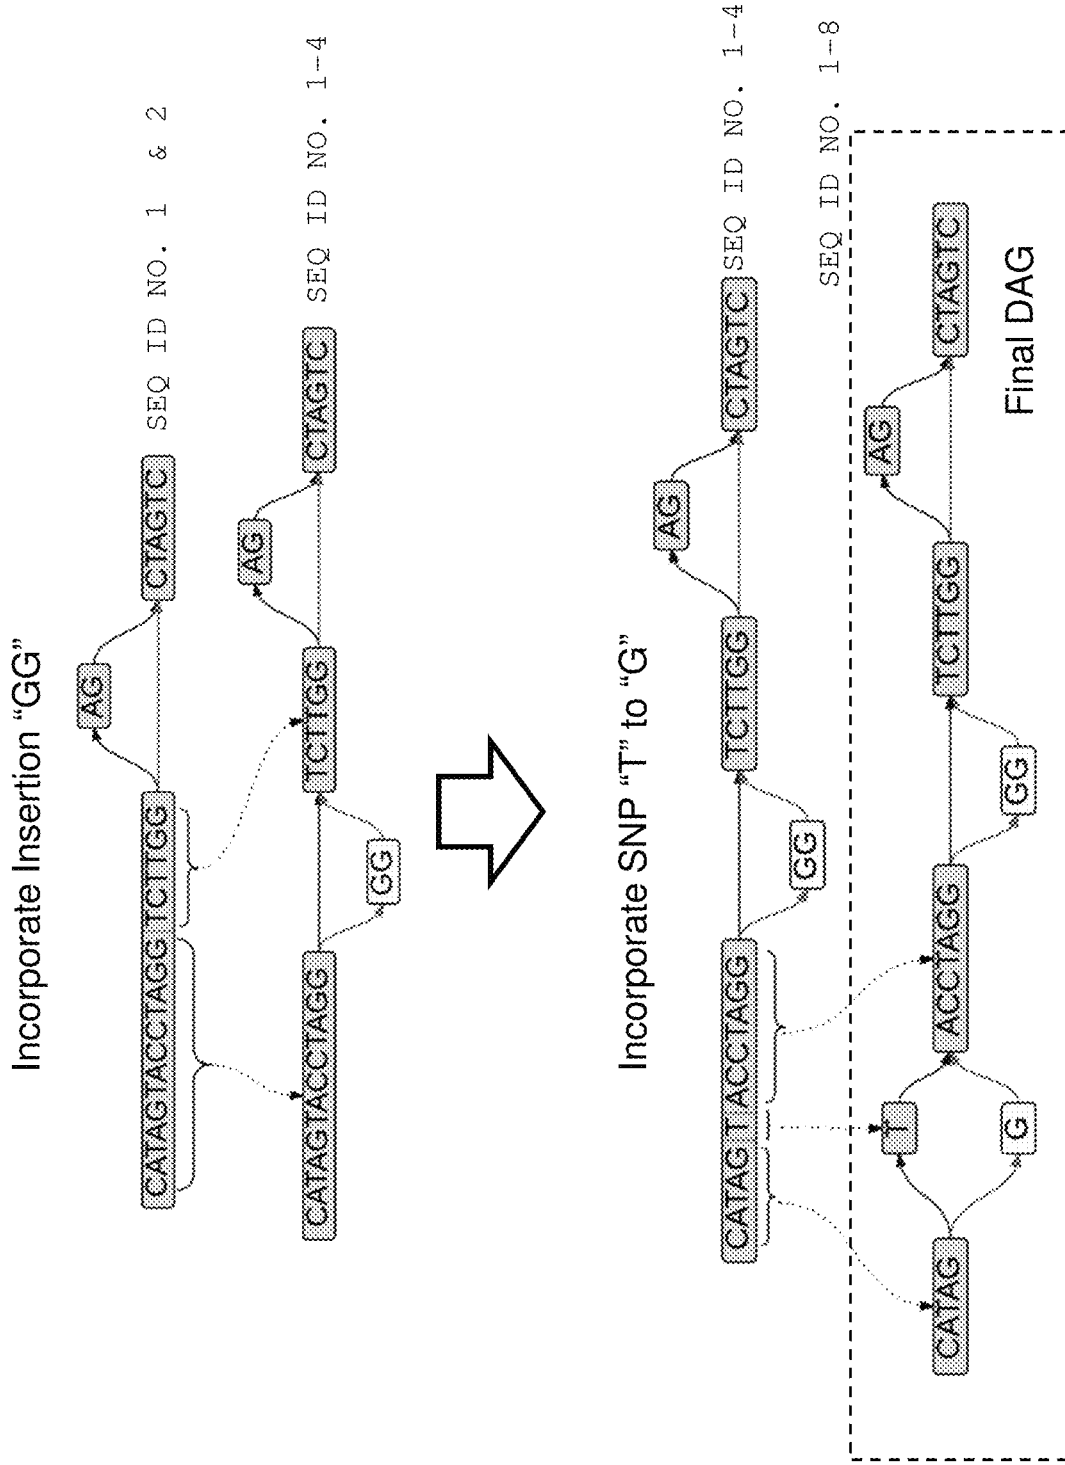 Incorporate Insertion “GG”
AG
CATAGTACCTAGG TCTTGG CTAGTC SEQ ID NO. 1 & 2
AG
CATAGTACCTAGG TCTTGG CTAGTC SEQ ID NO. 1-4
GG
Incorporate SNP “T” to “G”
AG
CATAG T ACCTAGG TCTTGG CTAGTC SEQ ID NO. 1-4
GG
SEQ ID NO. 1-8
T AG
CATAG ACCTAGG TCTTGG CTAGTC
G GG
Final DAG